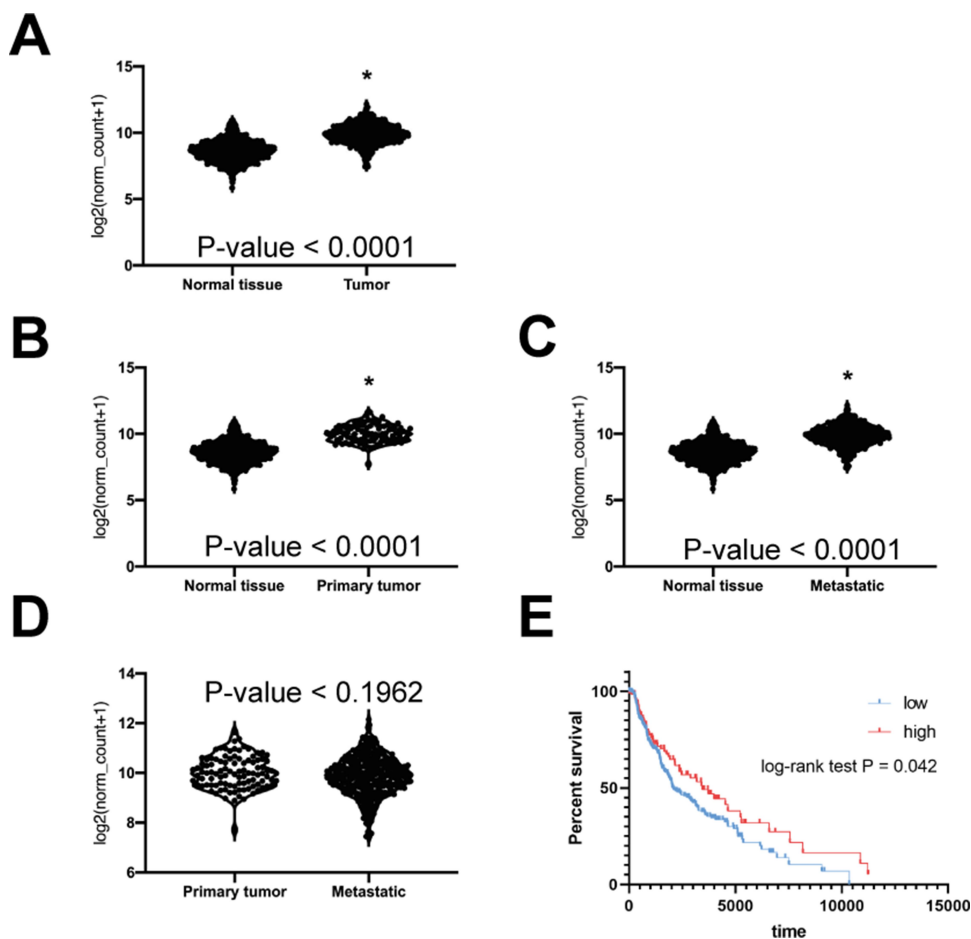 A
15
*
10
log2(norm_count+1)
5
P-value < 0.0001
0
Normal tissue
Tumor
B
15
*
10
log2(norm_count+1)
5
P-value < 0.0001
0
Normal tissue
Primary tumor
C
15
*
10
log2(norm_count+1)
5
P-value < 0.0001
0
Normal tissue
Metastatic
D
14
P-value < 0.1962
12
log2(norm_count+1)
10
8
6
Primary tumor
Metastatic
E
100
low
high
log-rank test P = 0.042
Percent survival
50
0
0
5000
10000
15000
time